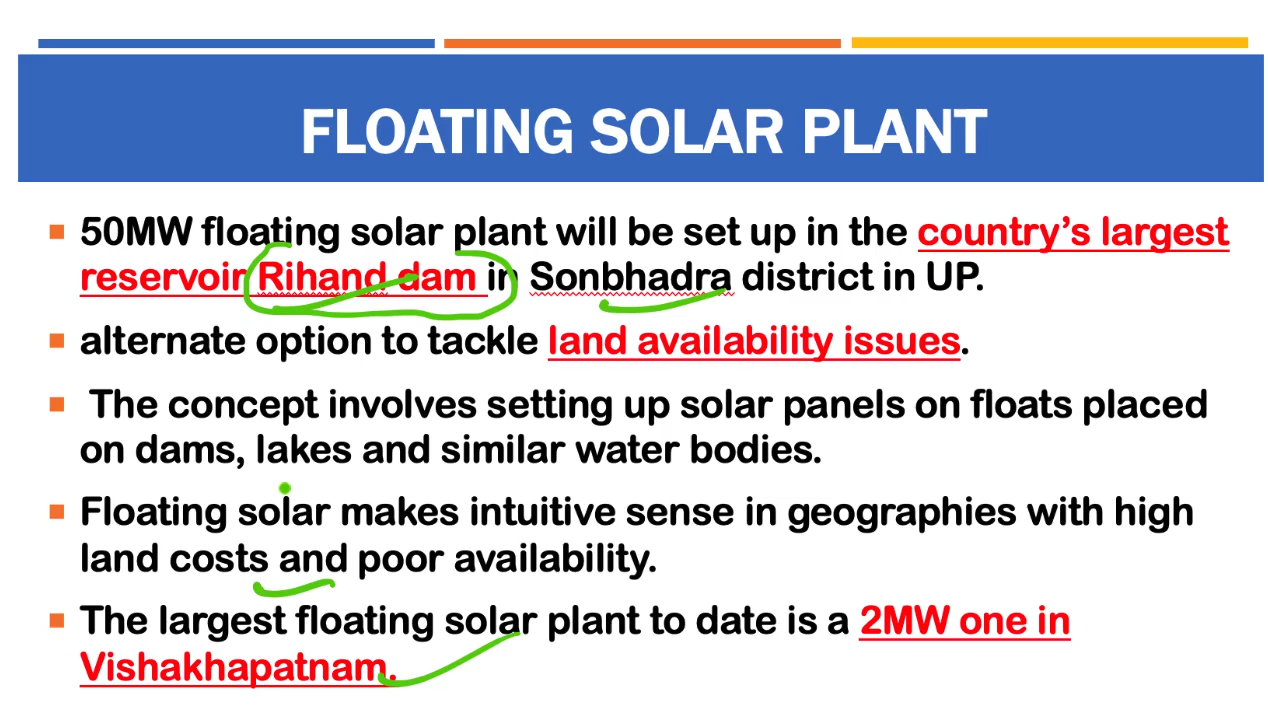 FLOATING SOLAR PLANT
50MW floating solar plant will be set up in the country's largest
reservoir Rihand dam in Sonbhadra district in UP.
alternate option to tackle land availability issues.
The concept involves setting up solar panels on floats placed
on dams, lakes and similar water bodies.
Floating solar makes intuitive sense in geographies with high
land costs and poor availability.
The largest floating solar plant to date is a 2MW one in
Vishakhapatnam.